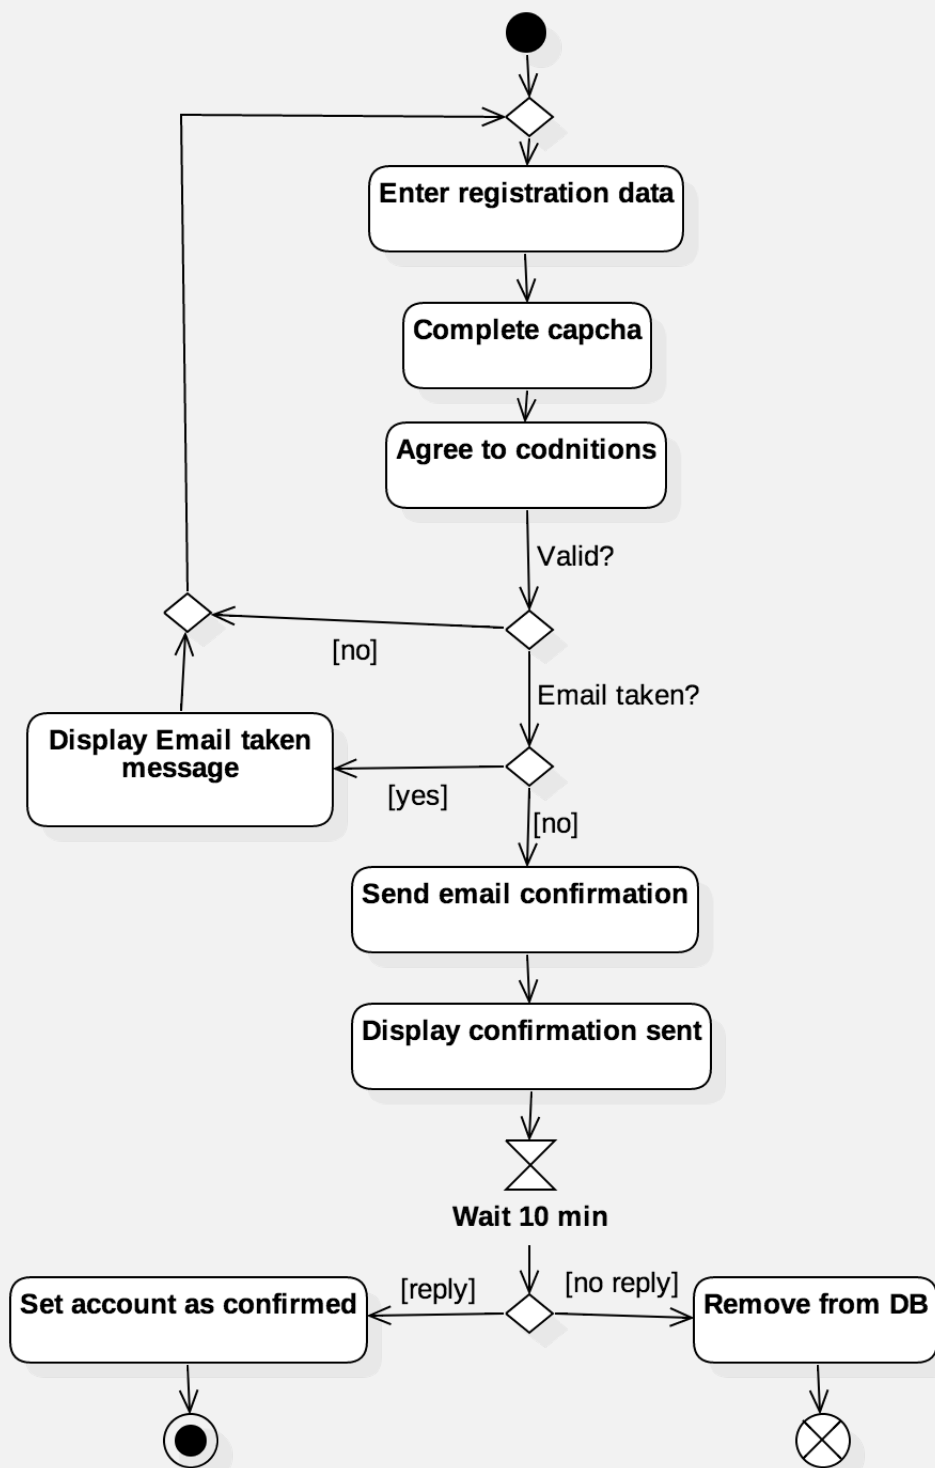 Enter registration data
Complete capcha
Agree to codnitions
Valid?
[no]
Email taken?
Display Email taken
message
[yes]
[no]
Send email confirmation
Display confirmation sent
Wait 10 min
[reply]
[no reply]
Set account as confirmed
Remove from DB